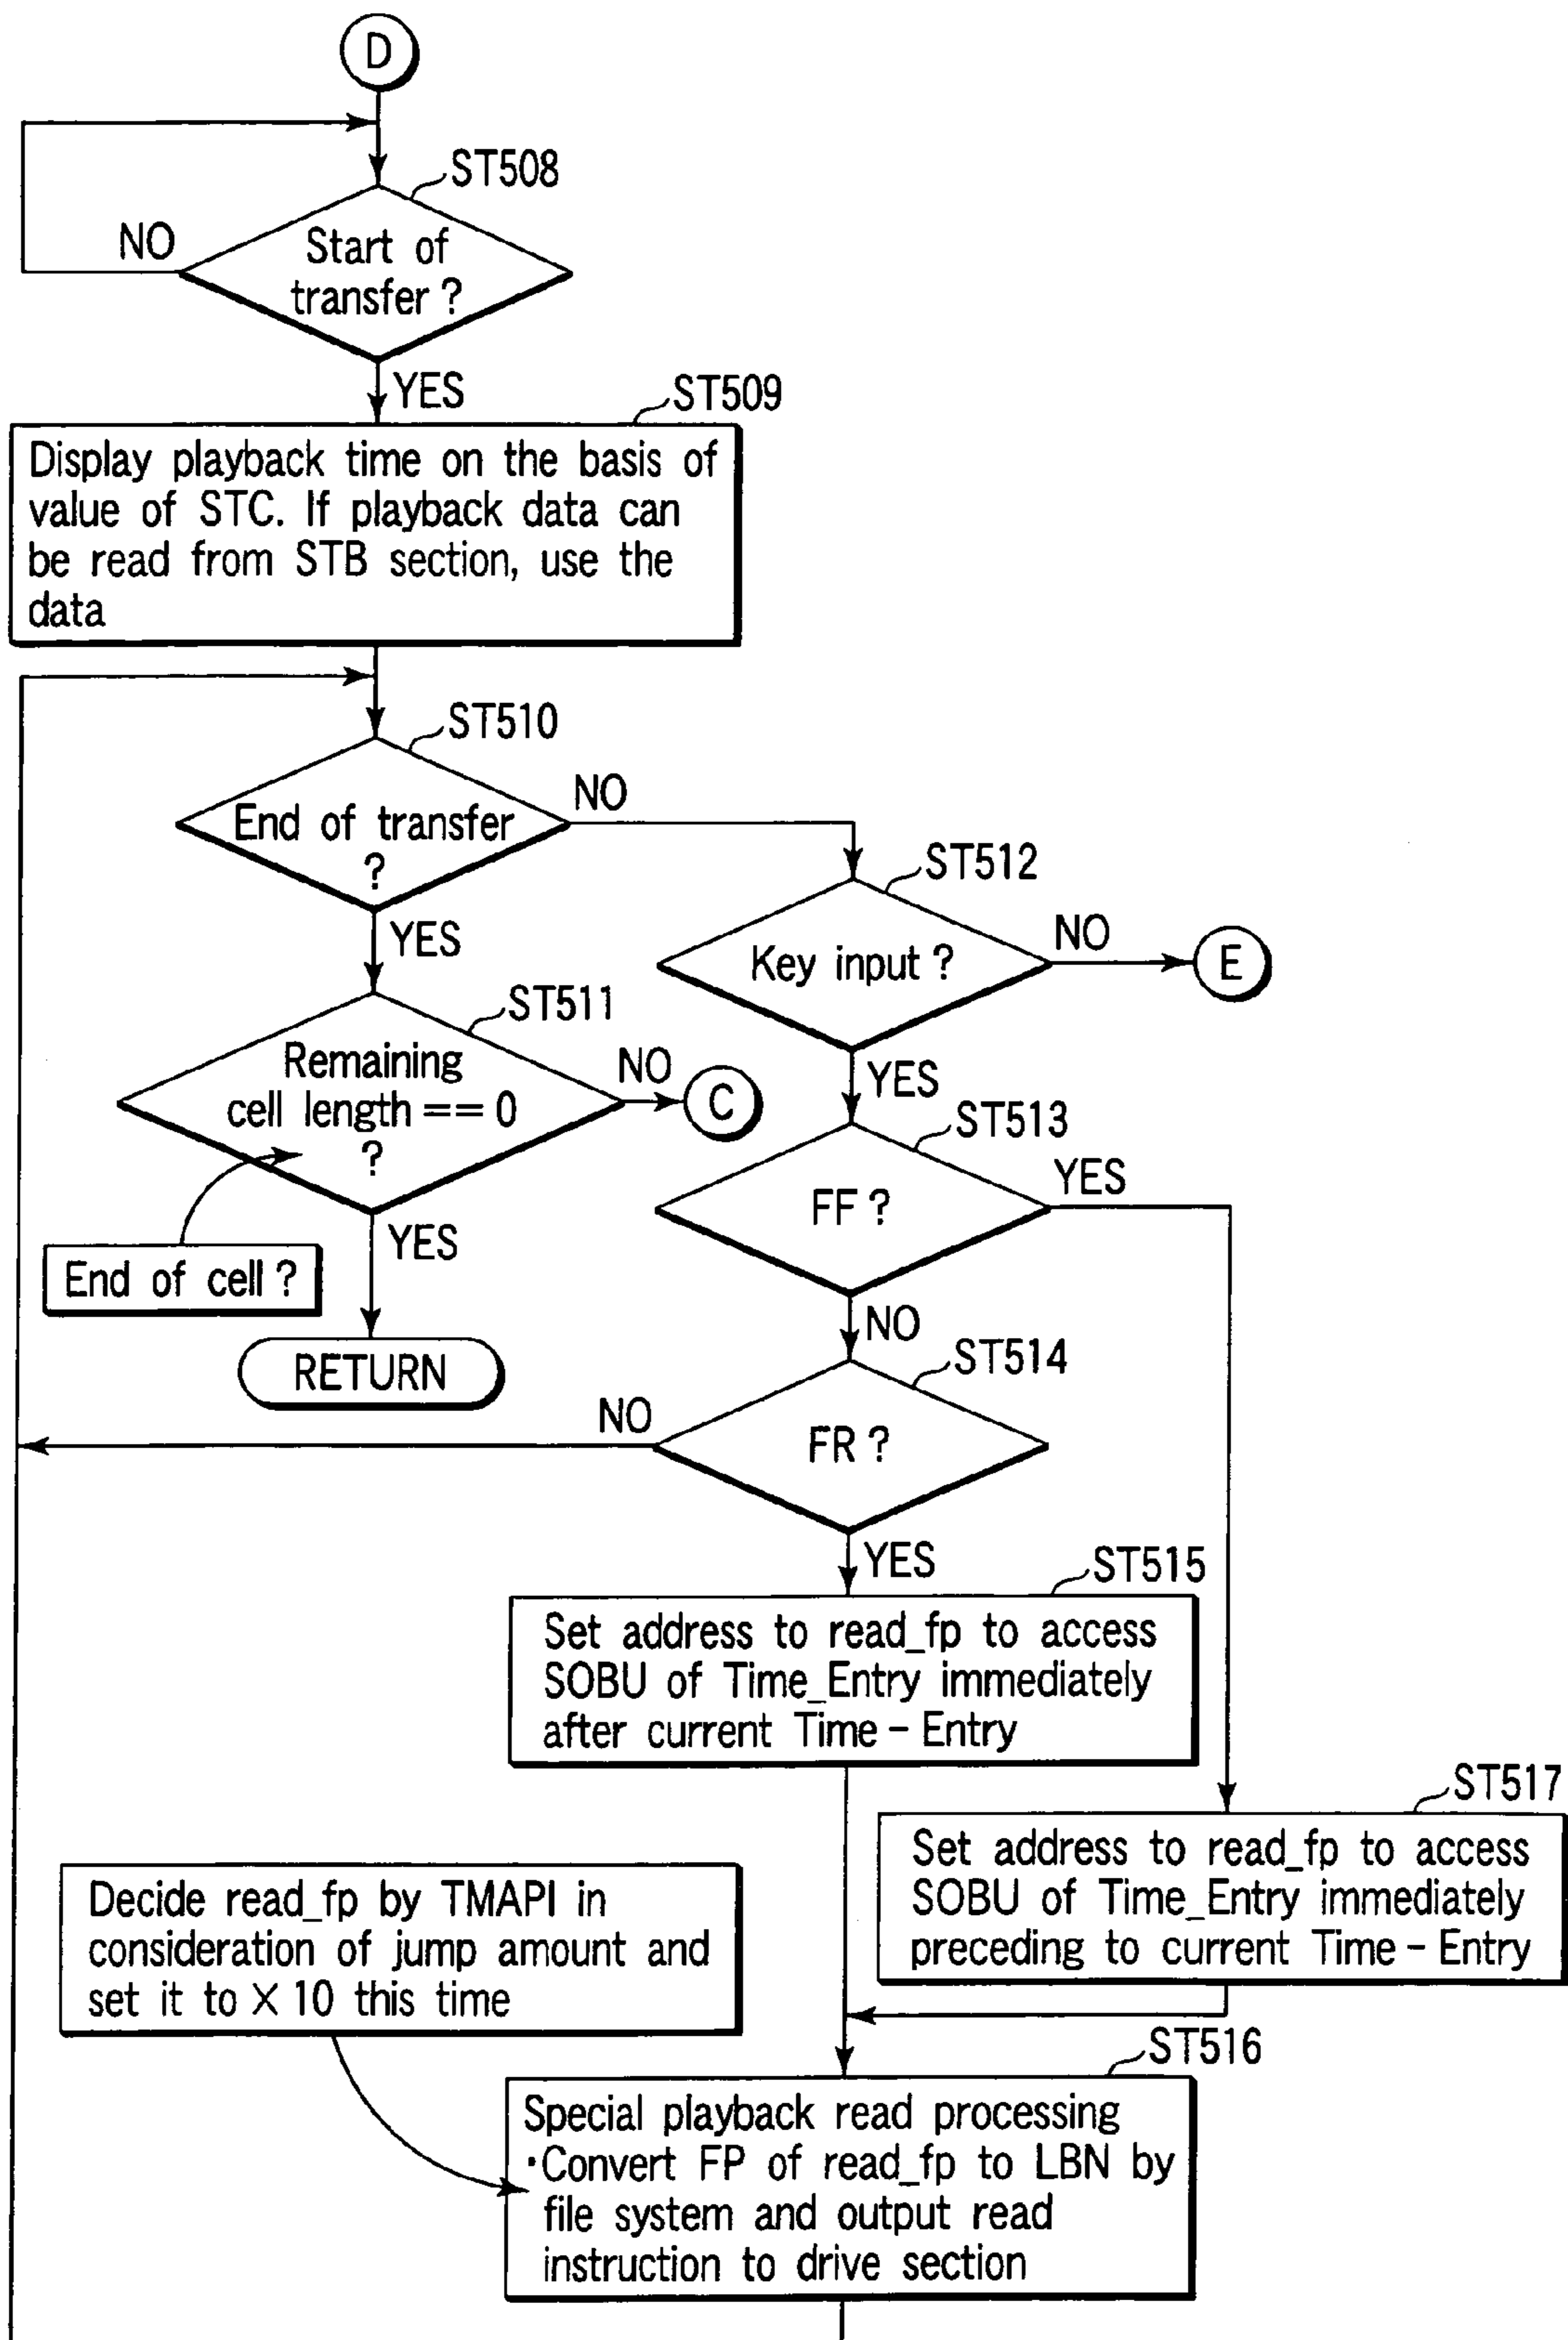 D
ST508
NO
Start of
transfer ?
YES
ST509
Display playback time on the basis of
value of STC. If playback data can
be read from STB section, use the
data
ST510
NO
End of transfer
?
ST512
YES
NO
Key input ?
E
ST511
Remaining
cell length == 0
?
NO
C
YES
ST513
YES
FF ?
YES
End of cell ?
NO
RETURN
ST514
NO
FR ?
YES
ST515
Set address to read_fp to access
SOBU of Time_Entry immediately
after current Time – Entry
ST517
Set address to read_fp to access
SOBU of Time_Entry immediately
preceding to current Time – Entry
Decide read_fp by TMAPI in
consideration of jump amount and
set it to × 10 this time
ST516
Special playback read processing
·Convert FP of read_fp to LBN by
file system and output read
instruction to drive section